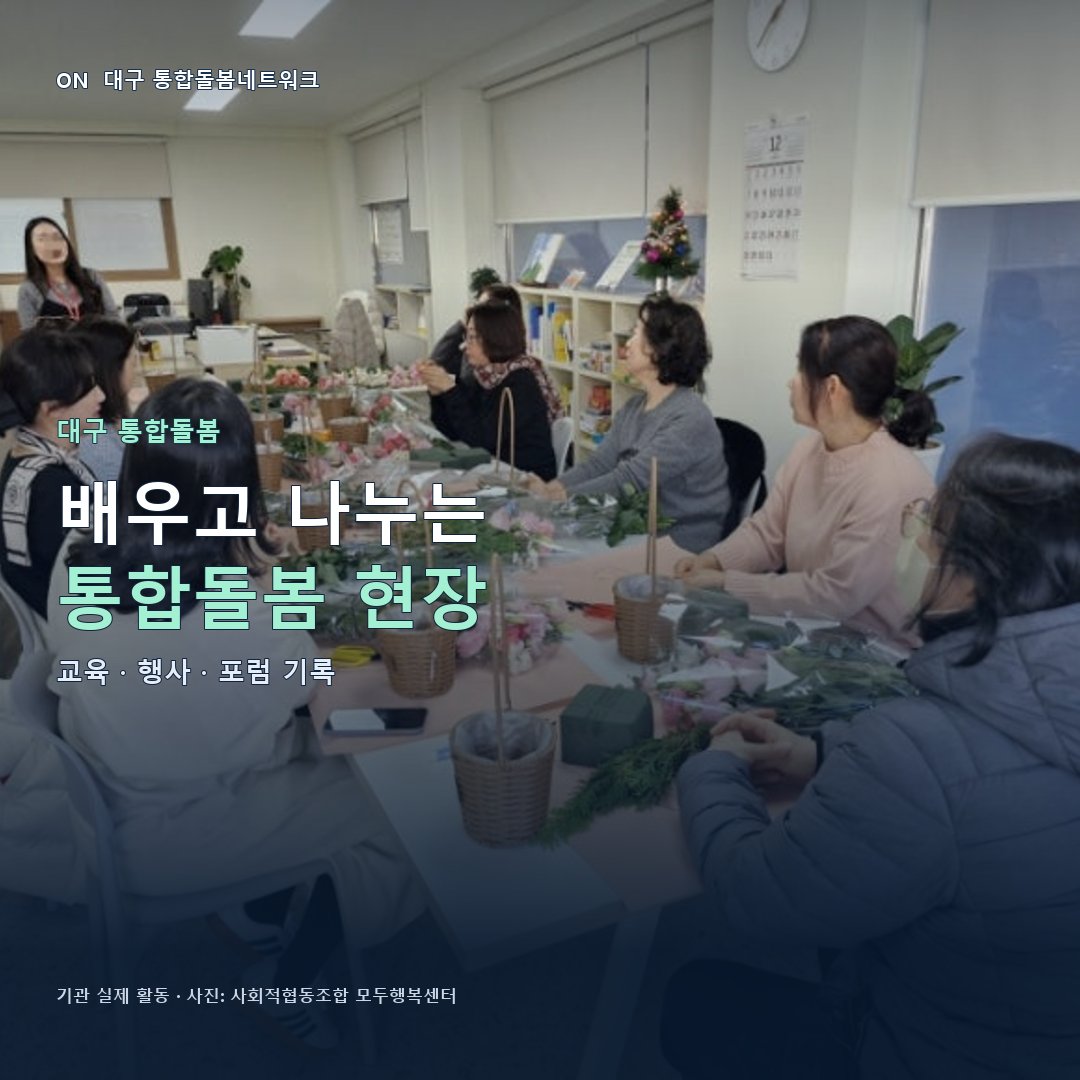 ON 대구 통합돌봄네트워크
12
대구 통합돌봄
배우고 나누는
통합돌봄 현장
교육 · 행사 · 포럼 기록
기관 실제 활동 · 사진: 사회적협동조합 모두행복센터